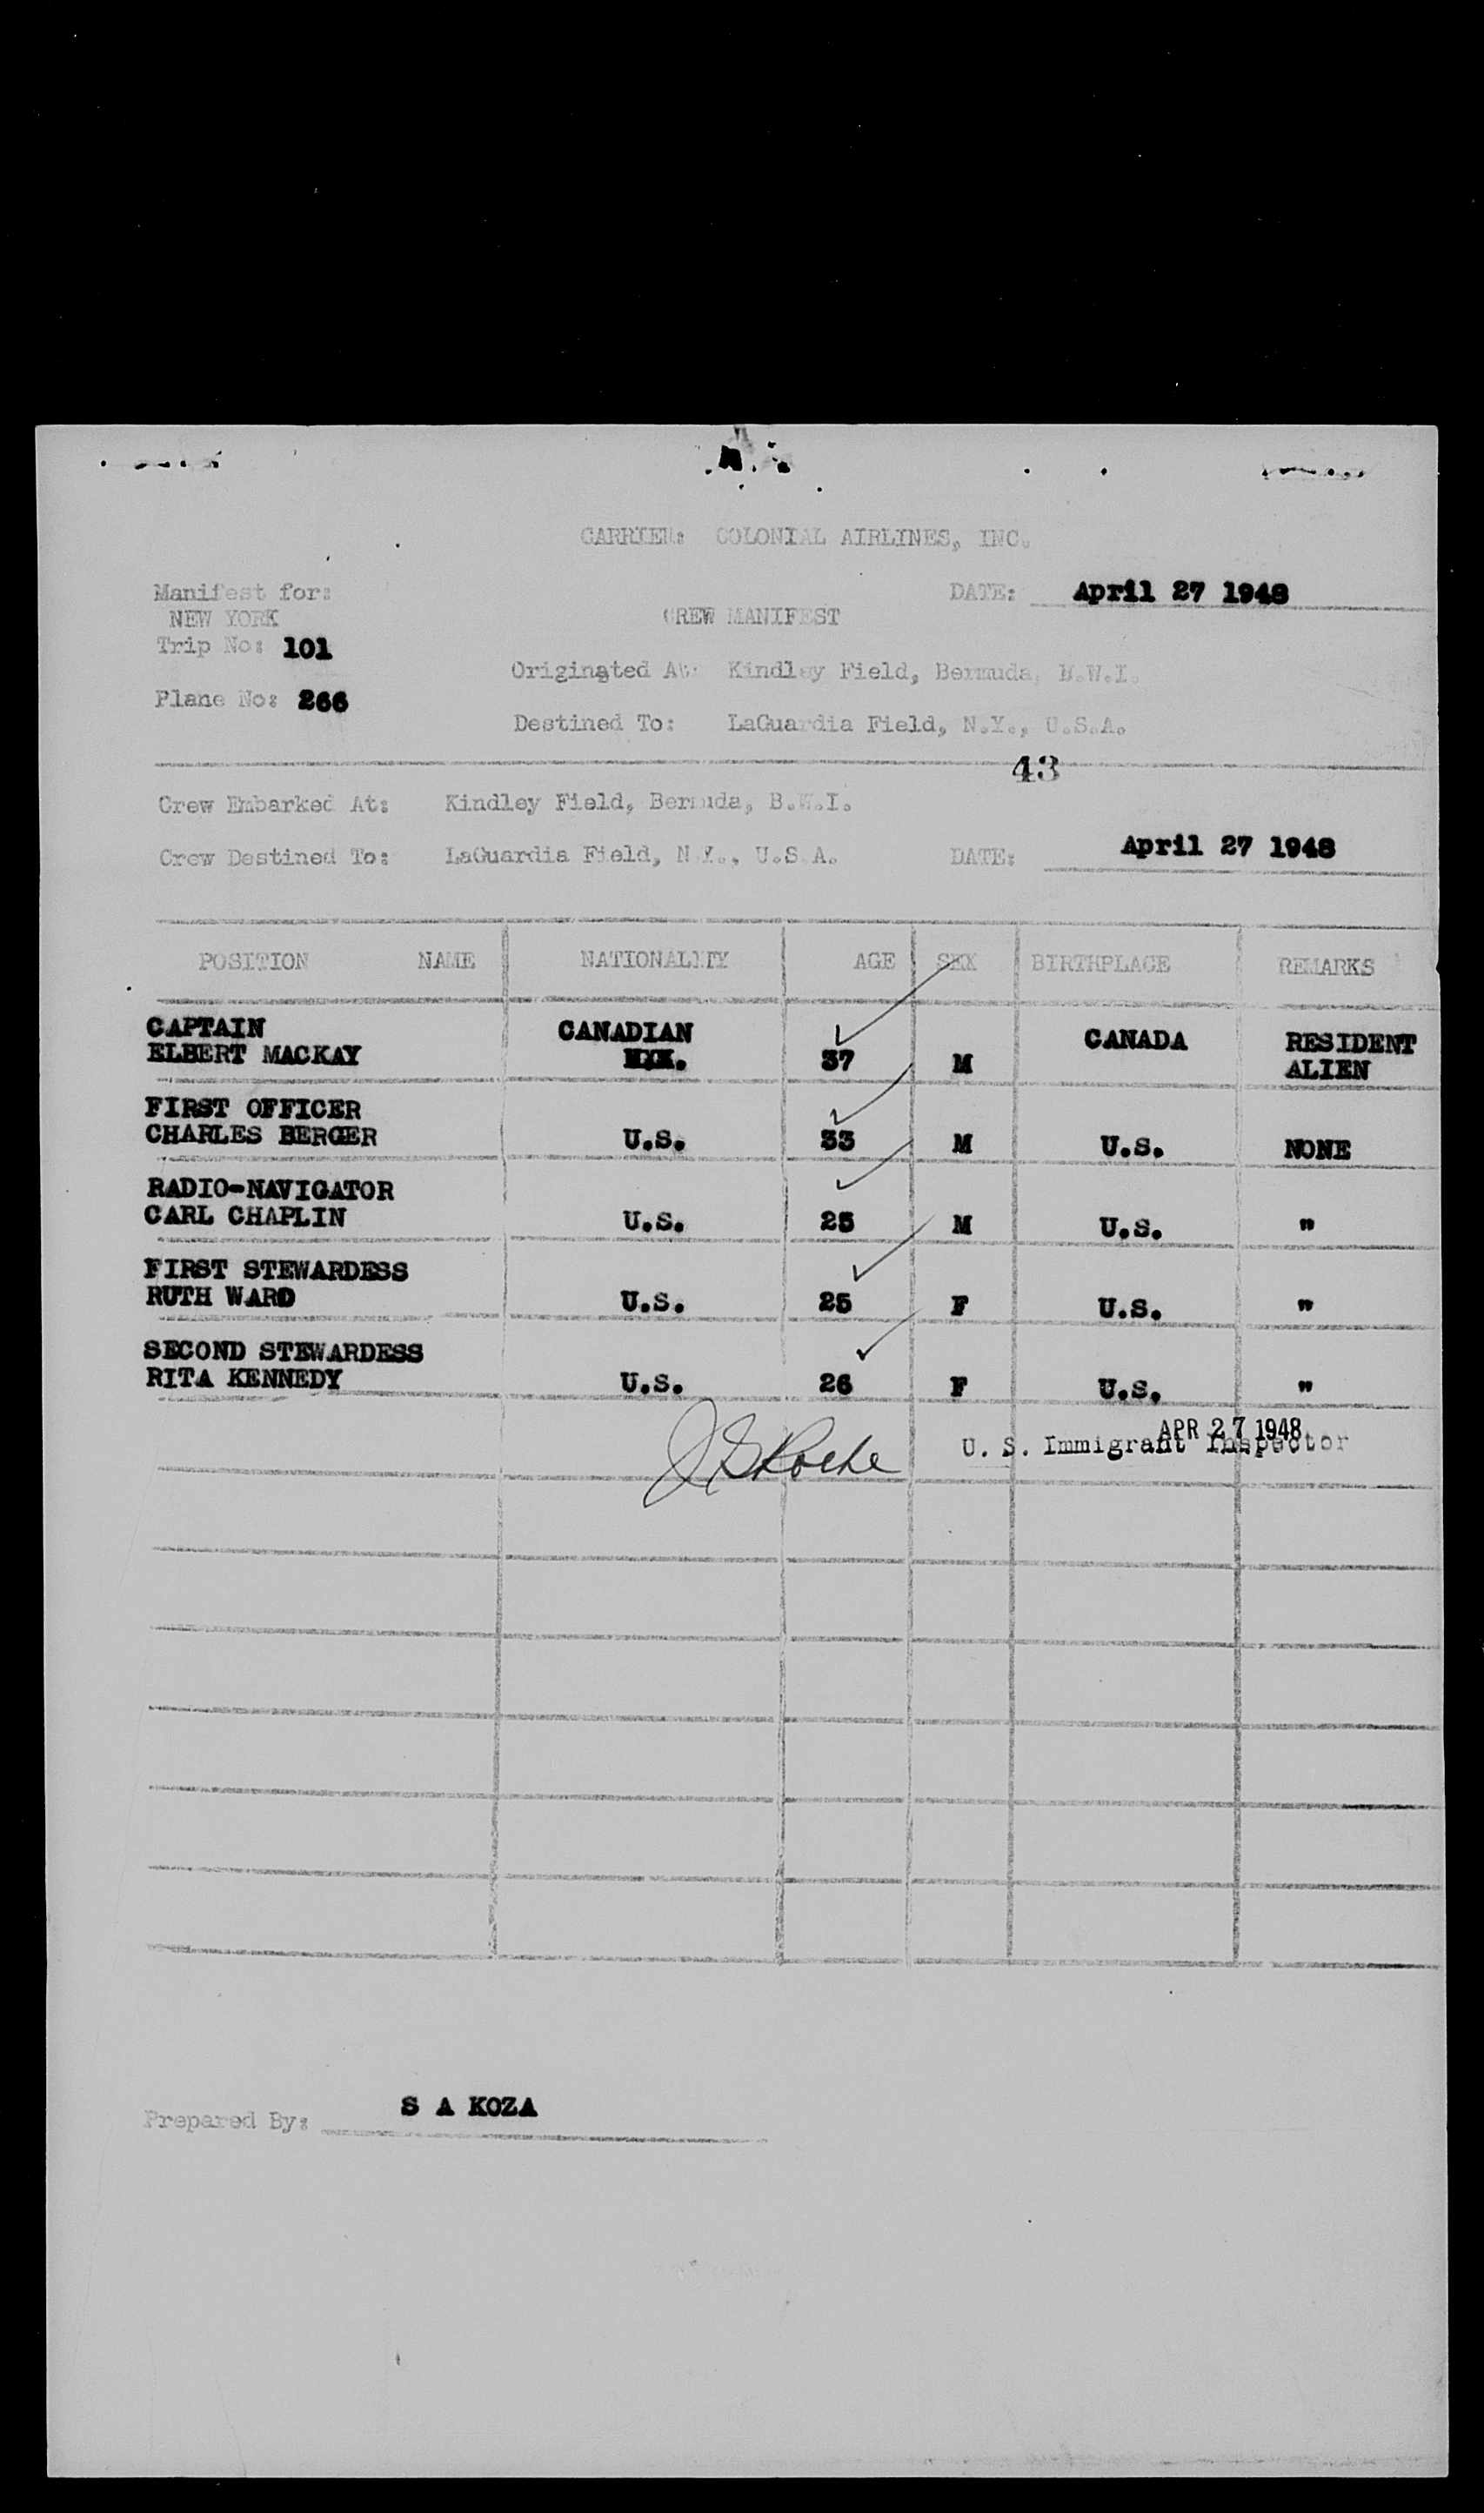 CARRIER: COLONIAL AIRLINES, INC.
Manifest for: DATE: April 27 1948
NEW YORK CREW MANIFEST
Trip No: 101
Originated At: Kindley Field, Bermuda, B.W.I.
Plane No: 266
Destined To: LaGuardia Field, N.Y., U.S.A.
43
Crew Embarked At: Kindley Field, Bermuda, B.W.I.
Crew Destined To: LaGuardia Field, N.Y., U.S.A. DATE: April 27 1948
POSITION NAME NATIONALITY AGE SEX BIRTHPLACE REMARKS
CAPTAIN CANADIAN CANADA RESIDENT
ELBERT MACKAY 37 M ALIEN
FIRST OFFICER
CHARLES BERGER U.S. 33 M U.S. NONE
RADIO-NAVIGATOR
CARL CHAPLIN U.S. 25 M U.S. "
FIRST STEWARDESS
RUTH WARD U.S. 25 F U.S. "
SECOND STEWARDESS
RITA KENNEDY U.S. 26 F U.S. "
APR 27 1948
J S Roche U. S. Immigrant Inspector
Prepared By: S A KOZA